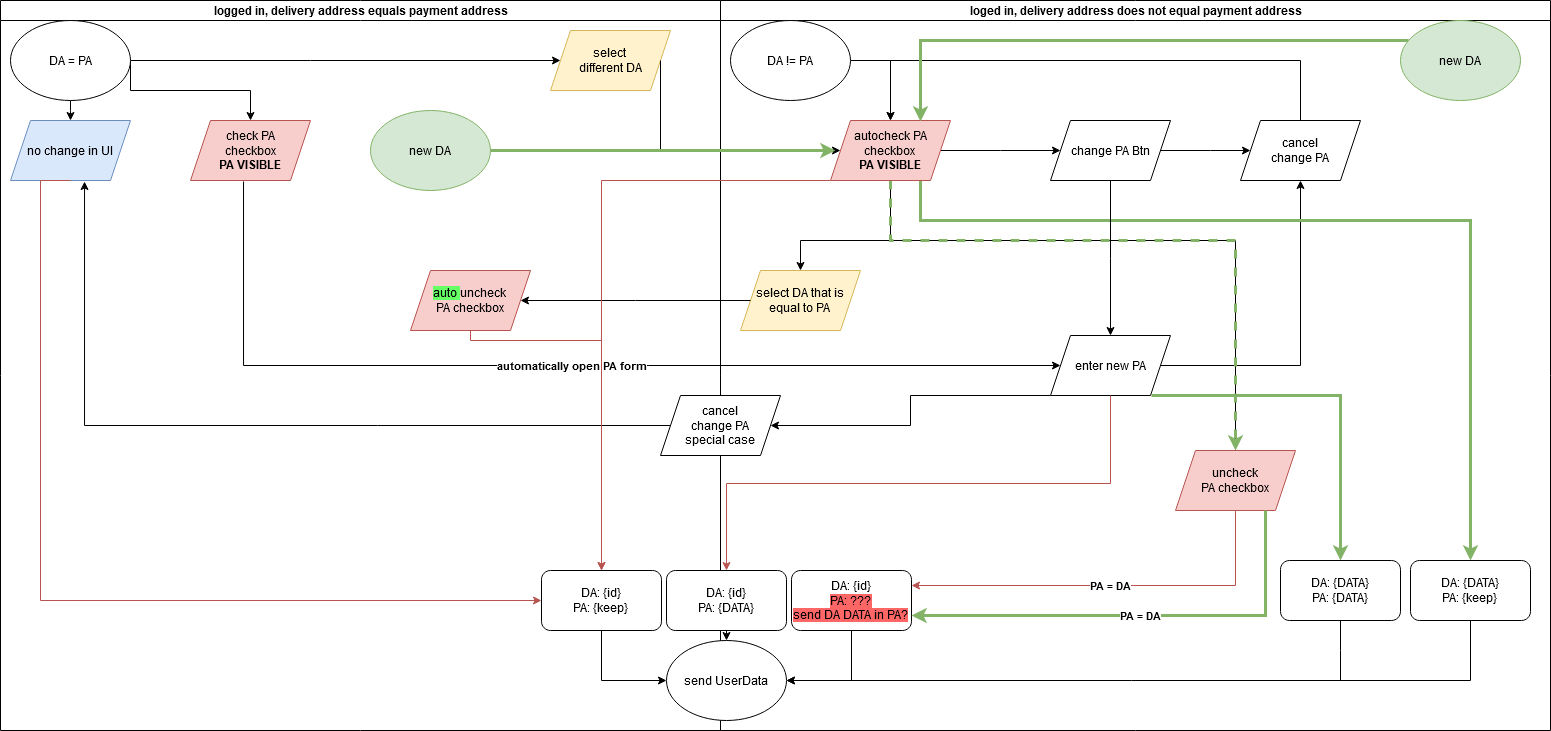 logged in, delivery address equals payment address
loged in, delivery address does not equal payment address
DA = PA
select
different DA
DA != PA
new DA
no change in UI
check PA
checkbox
PA VISIBLE
new DA
autocheck PA
checkbox
PA VISIBLE
change PA Btn
cancel
change PA
auto uncheck
PA checkbox
select DA that is
equal to PA
automatically open PA form
enter new PA
cancel
change PA
special case
uncheck
PA checkbox
DA: {id}
PA: {keep}
DA: {id}
PA: {DATA}
DA: {id}
PA: ???
send DA DATA in PA?
PA = DA
PA = DA
DA: {DATA}
PA: {DATA}
DA: {DATA}
PA: {keep}
send UserData